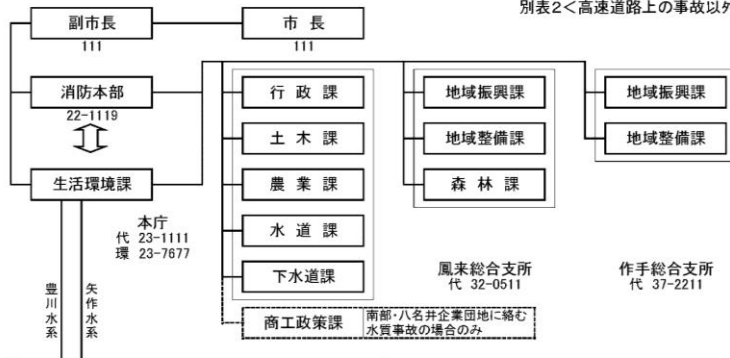 別表2<高速道路上の事故以外
副市長
市長
111
111
消防本部
22-1119
生活環境課
行政課
土木課
農業課
水道課
下水道課
商工政策課
南部・八名井企業団地に絡む
水質事故の場合のみ
地域振興課
地域整備課
森林課
地域振興課
地域整備課
本庁
代 23-1111
環 23-7677
鳳来総合支所
代 32-0511
作手総合支所
代 37-2211
豊川水系
矢作水系